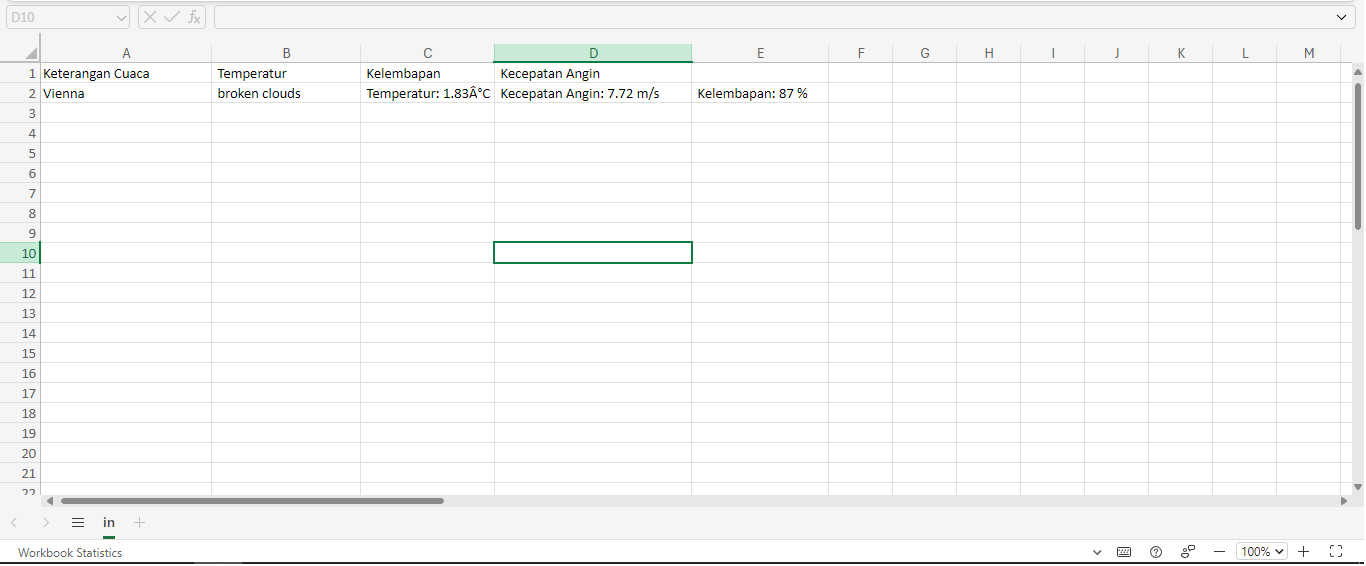 D10
fx
A B C D E F G H I J K L M
1 Keterangan Cuaca Temperatur Kelembapan Kecepatan Angin
2 Vienna broken clouds Temperatur: 1.83Â°C Kecepatan Angin: 7.72 m/s Kelembapan: 87 %
3
4
5
6
7
8
9
10
11
12
13
14
15
16
17
18
19
20
21
22
in
Workbook Statistics 100%